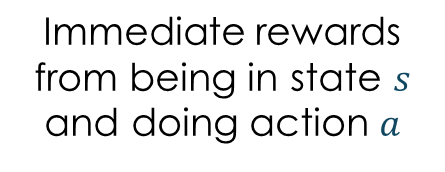 Immediate rewards
from being in state s
and doing action a